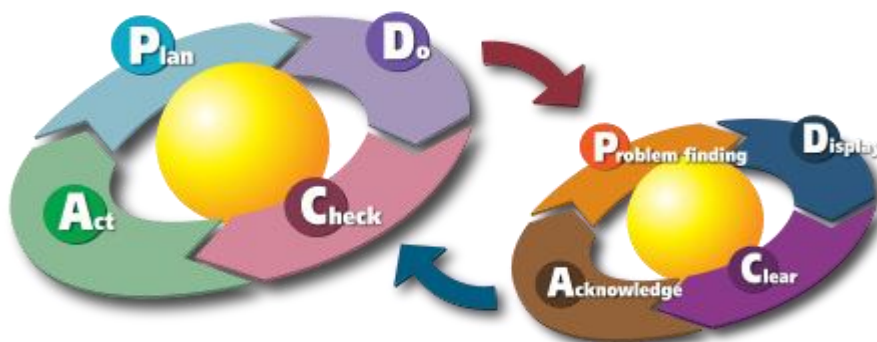 Plan
Do
Check
Act
Problem finding
Display
Clear
Acknowledge